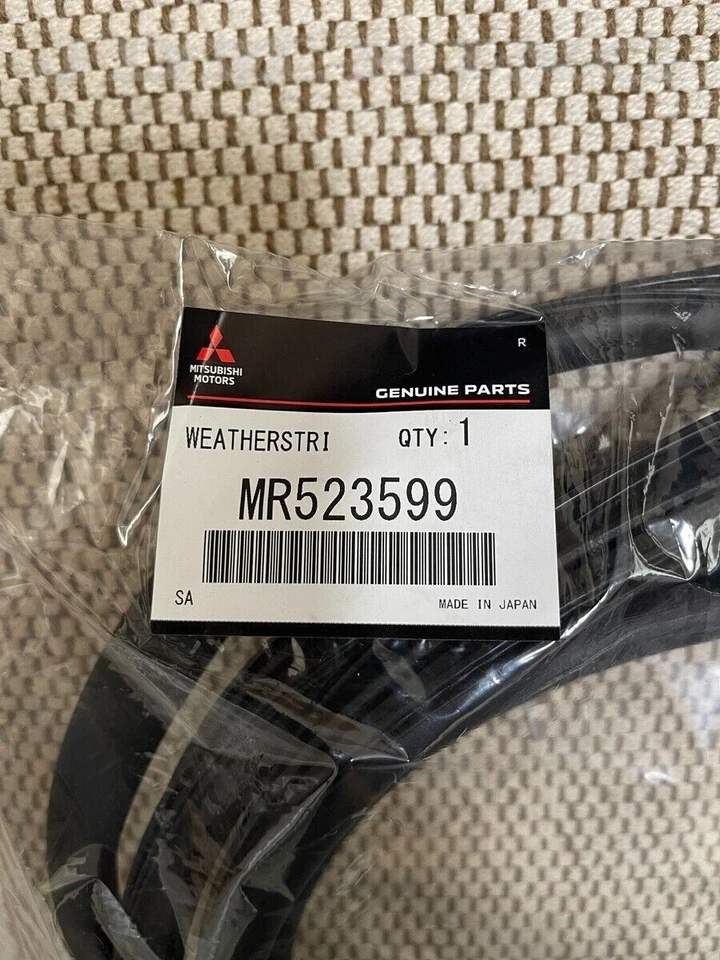 R
MITSUBISHI
MOTORS
GENUINE PARTS
WEATHERSTRI QTY: 1
MR523599
SA
MADE IN JAPAN